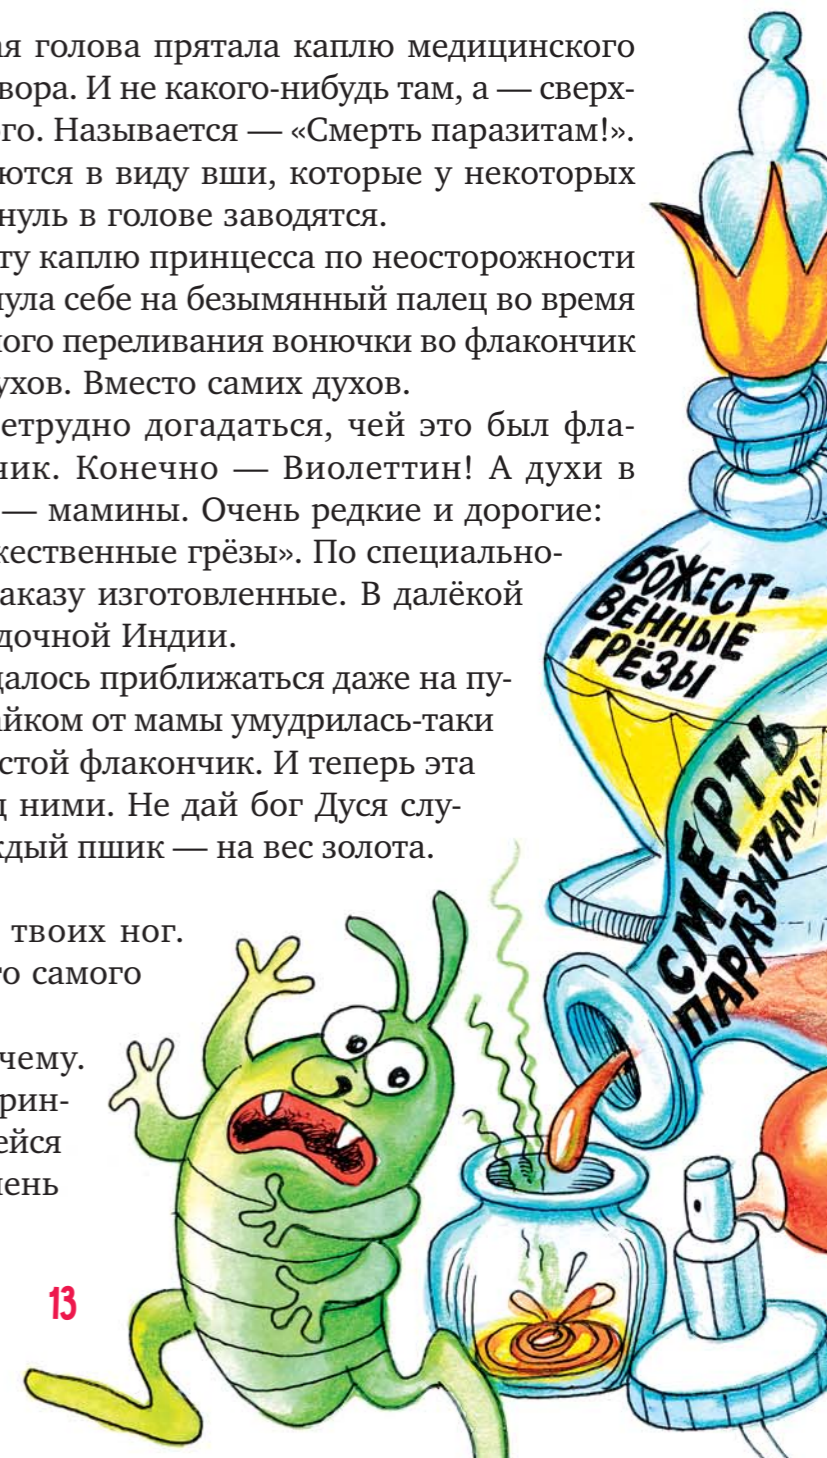 ая голова прятала каплю медицинского
вора. И не какого-нибудь там, а — сверх-
го. Называется — «Смерть паразитам!».
ются в виду вши, которые у некоторых
нуль в голове заводятся.
ту каплю принцесса по неосторожности
нула себе на безымянный палец во время
ного переливания вонючки во флакончик
ухов. Вместо самих духов.
етрудно догадаться, чей это был фла-
ник. Конечно — Виолеттин! А духи в
— мамины. Очень редкие и дорогие:
жественные грёзы». По специально-
аказу изготовленные. В далёкой
дочной Индии.
далось приближаться даже на пу-
айком от мамы умудрилась-таки
стой флакончик. И теперь эта
д ними. Не дай бог Дуся слу-
ждый пшик — на вес золота.
твоих ног.
го самого
чему.
рин-
ейся
ень
13
БОЖЕСТ-
ВЕННЫЕ
ГРЁЗЫ
СМЕРТЬ
ПАРАЗИТАМ!